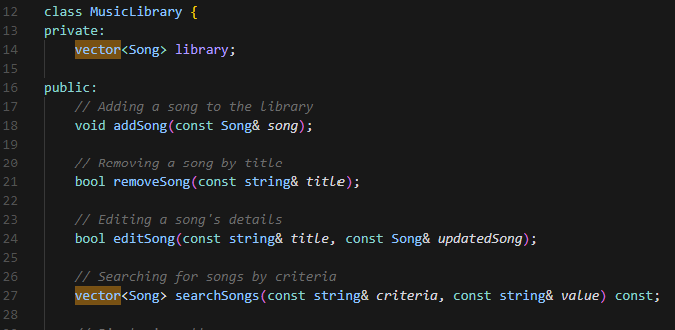 12 class MusicLibrary {
13 private:
14 vector<Song> library;
15
16 public:
17 // Adding a song to the library
18 void addSong(const Song& song);
19
20 // Removing a song by title
21 bool removeSong(const string& title);
22
23 // Editing a song's details
24 bool editSong(const string& title, const Song& updatedSong);
25
26 // Searching for songs by criteria
27 vector<Song> searchSongs(const string& criteria, const string& value) const;
28